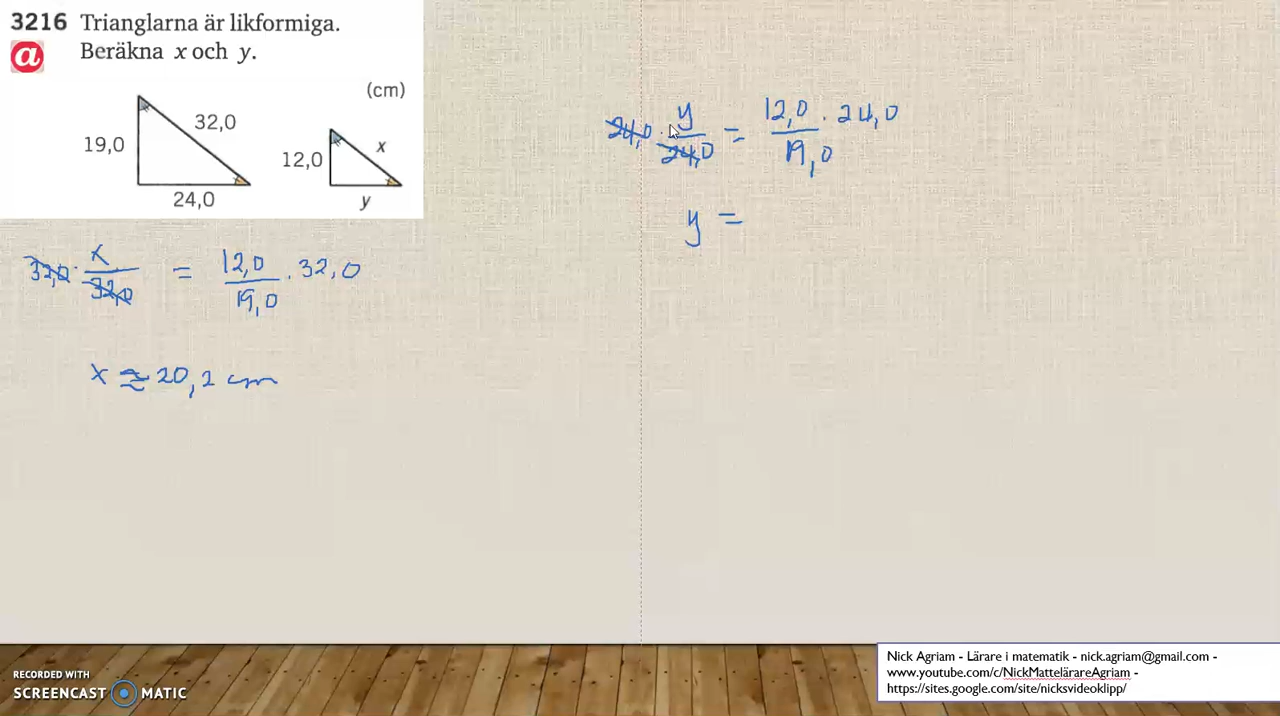 3216 Trianglarna är likformiga.
a Beräkna x och y.
(cm)
32,0
19,0
24,0
12,0
x
y
32,0 · x/32,0 = 12,0/19,0 · 32,0
x ≈ 20,2 cm
24,0 · y/24,0 = 12,0/19,0 · 24,0
y =
RECORDED WITH
SCREENCAST MATIC
Nick Agriam - Lärare i matematik - nick.agriam@gmail.com -
www.youtube.com/c/NickMattelärareAgriam -
https://sites.google.com/site/nicksvideoklipp/